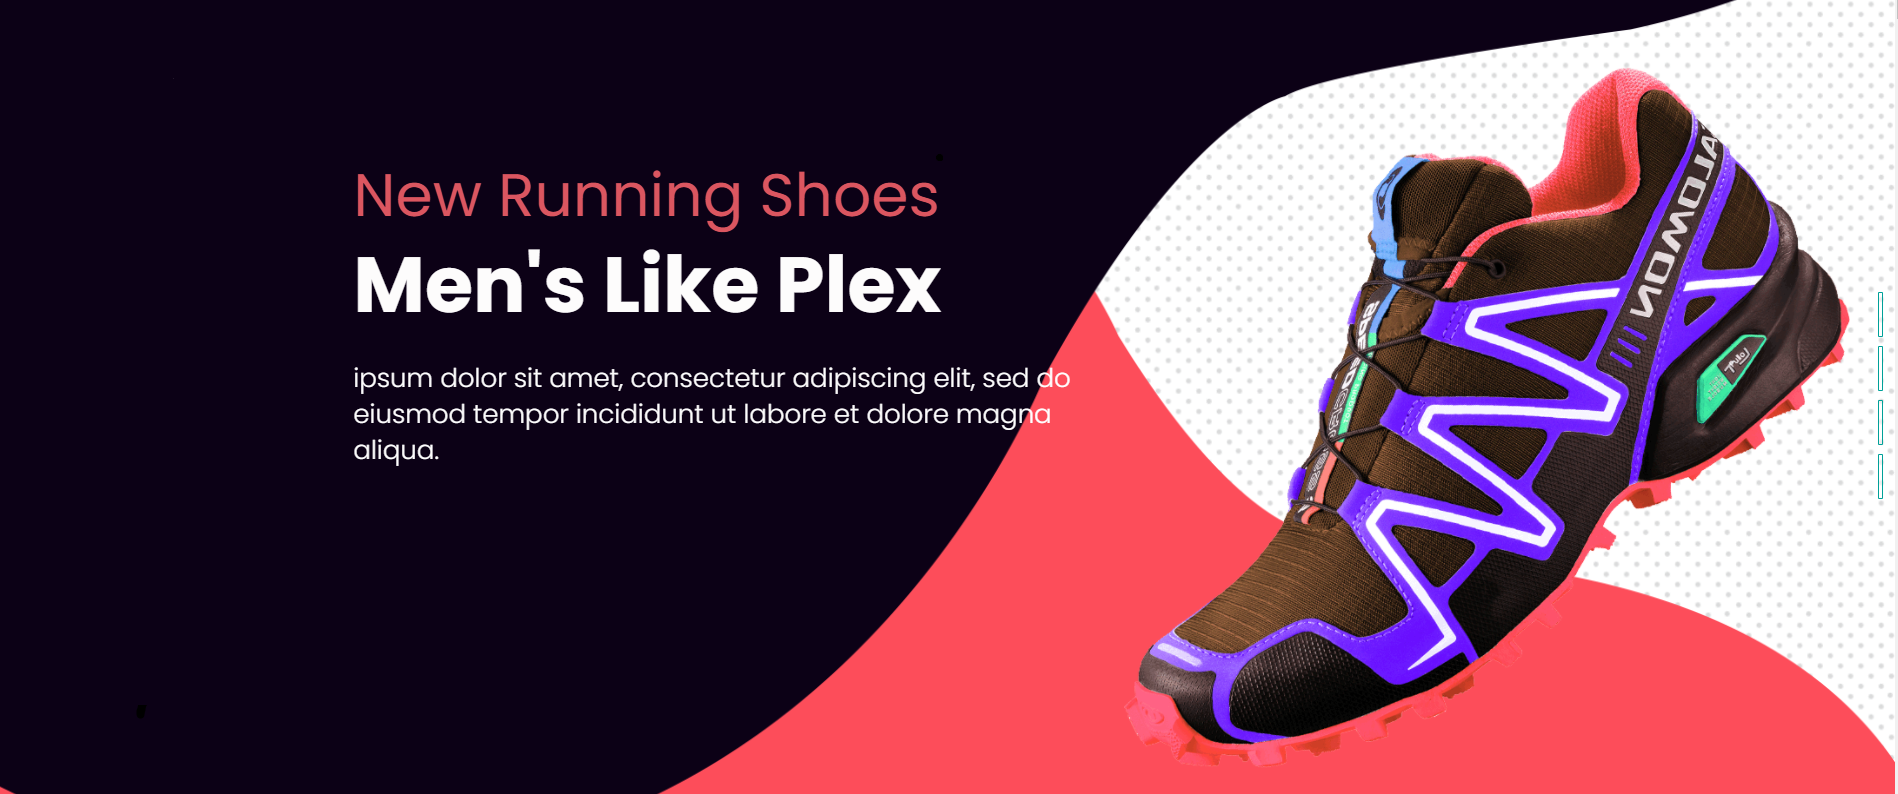 New Running Shoes
Men's Like Plex
ipsum dolor sit amet, consectetur adipiscing elit, sed do
eiusmod tempor incididunt ut labore et dolore magna
aliqua.
SALOMON